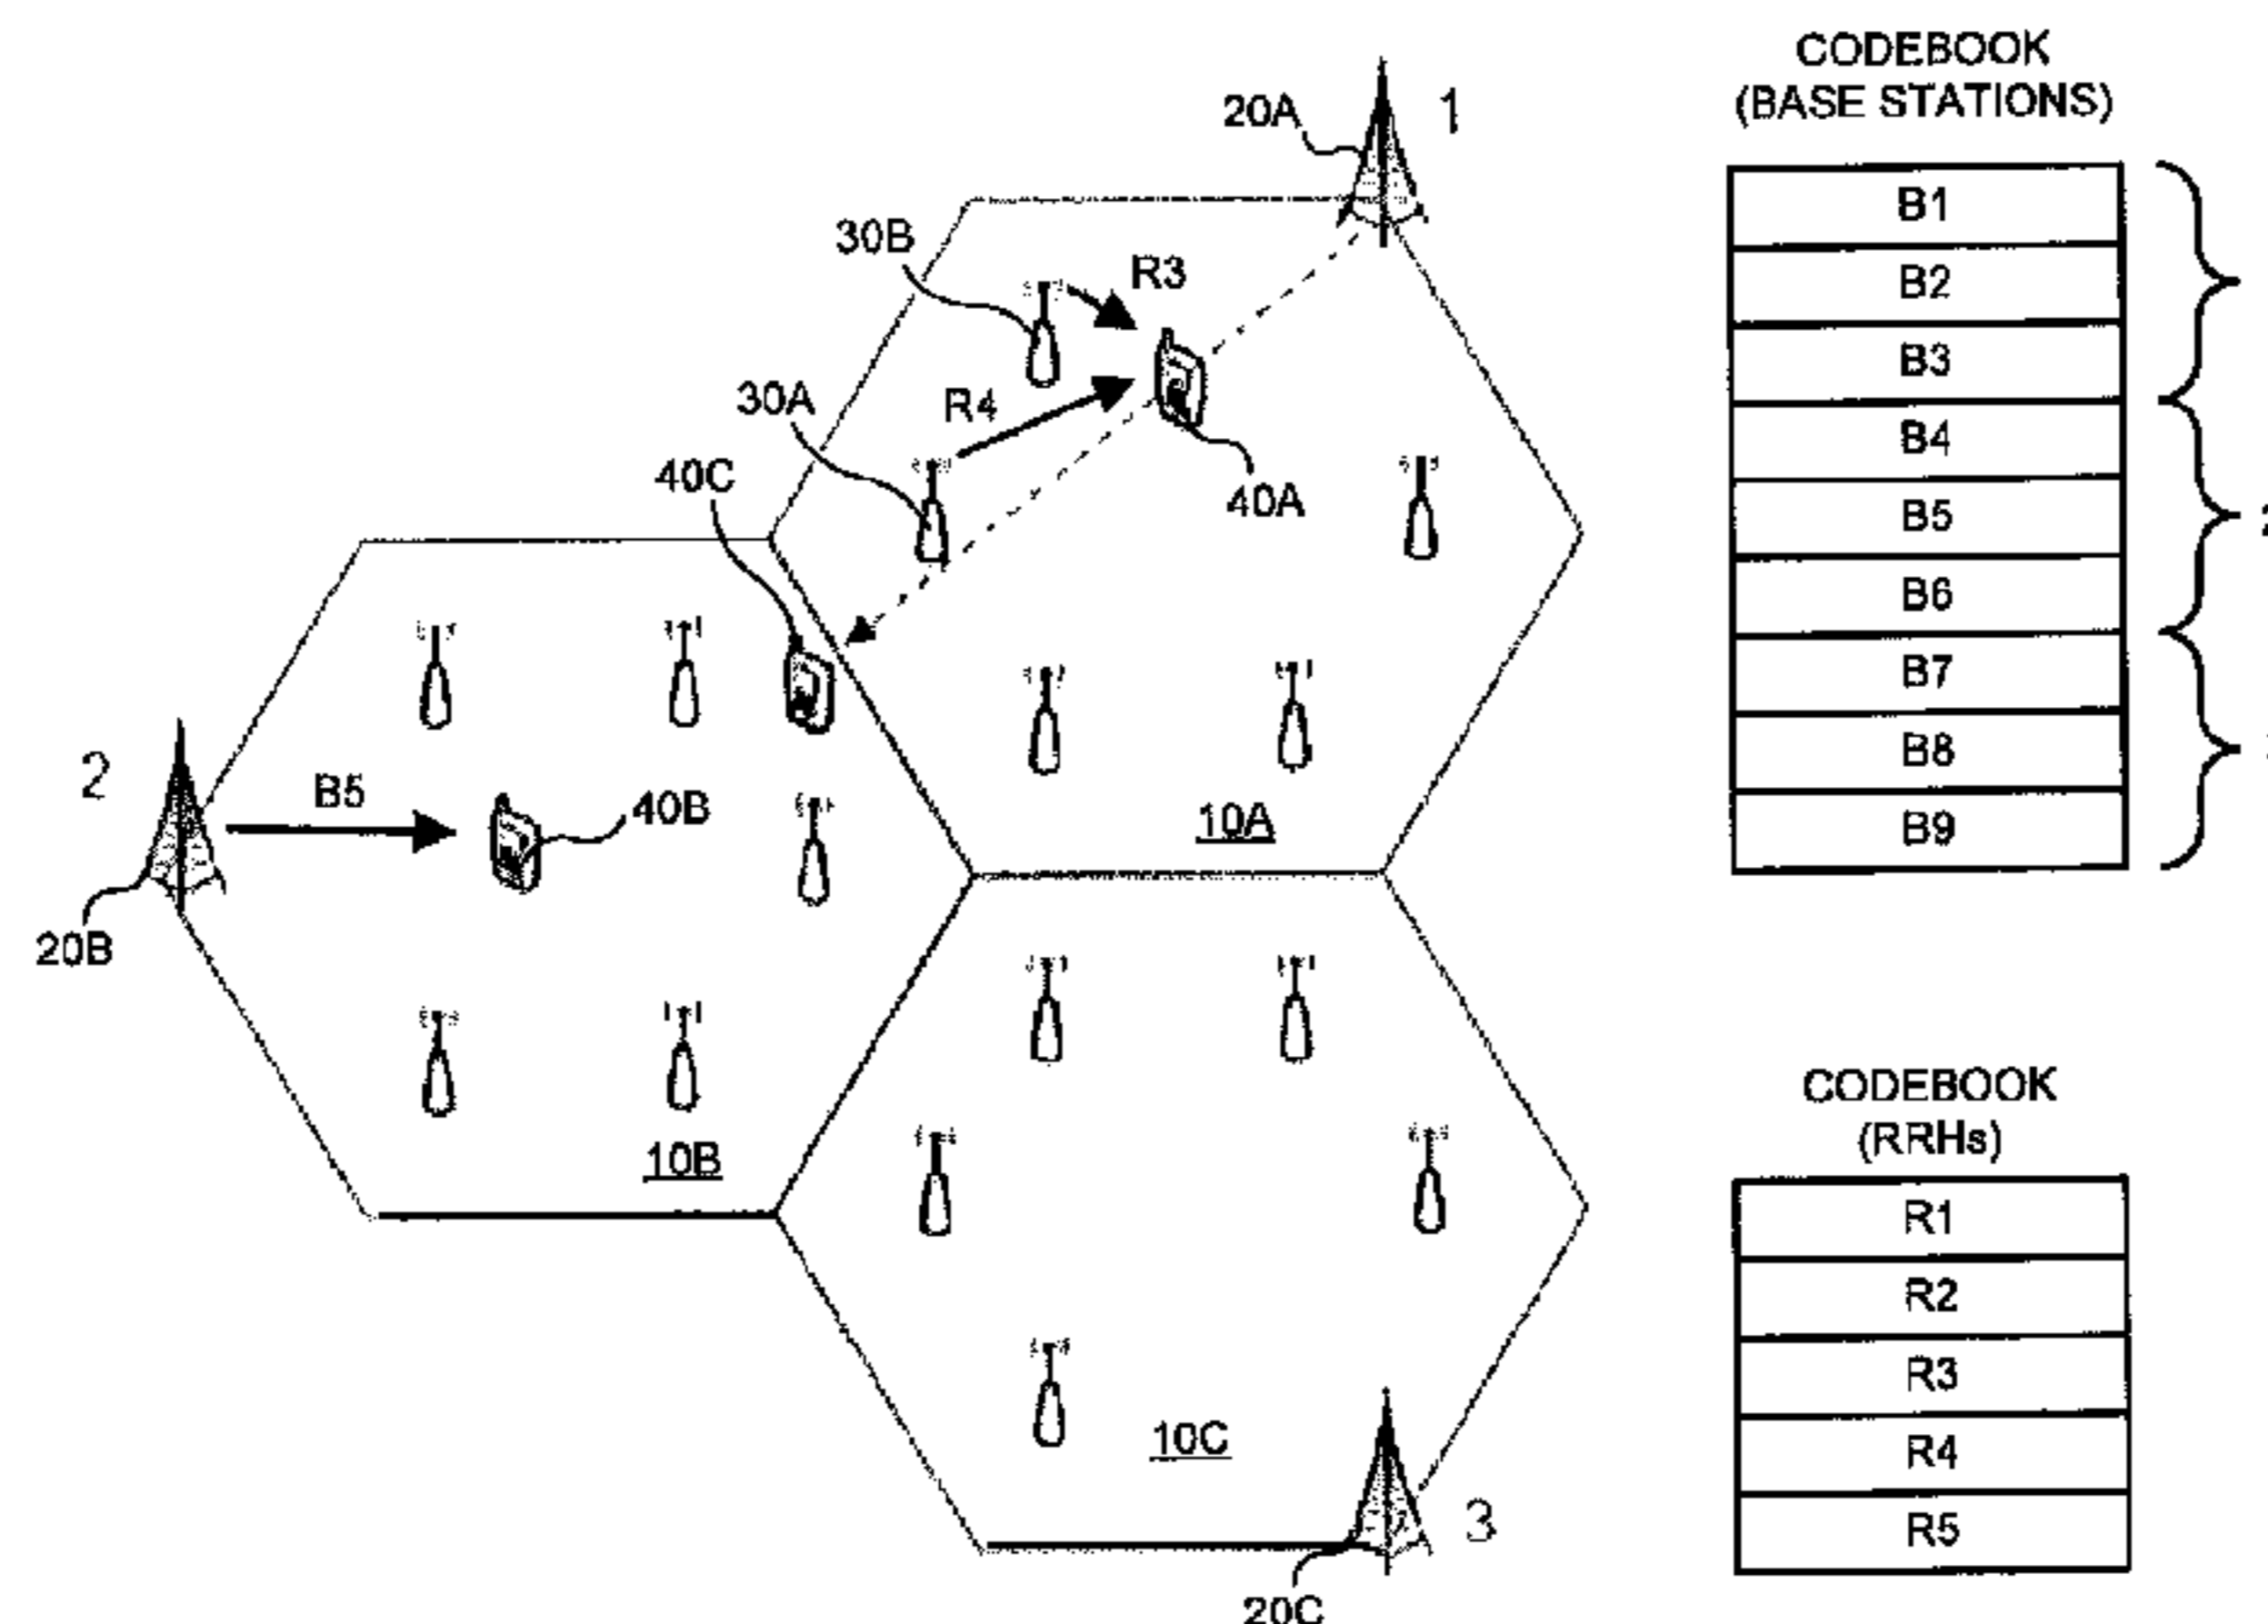 CODEBOOK
(BASE STATIONS)
20A
1
B1
30B
R3
B2
B3
30A
R4
B4
40C
40A
B5
B6
B7
2
B5
40B
10A
B8
B9
20B
CODEBOOK
(RRHs)
10B
R1
R2
R3
10C
R4
3
R5
20C